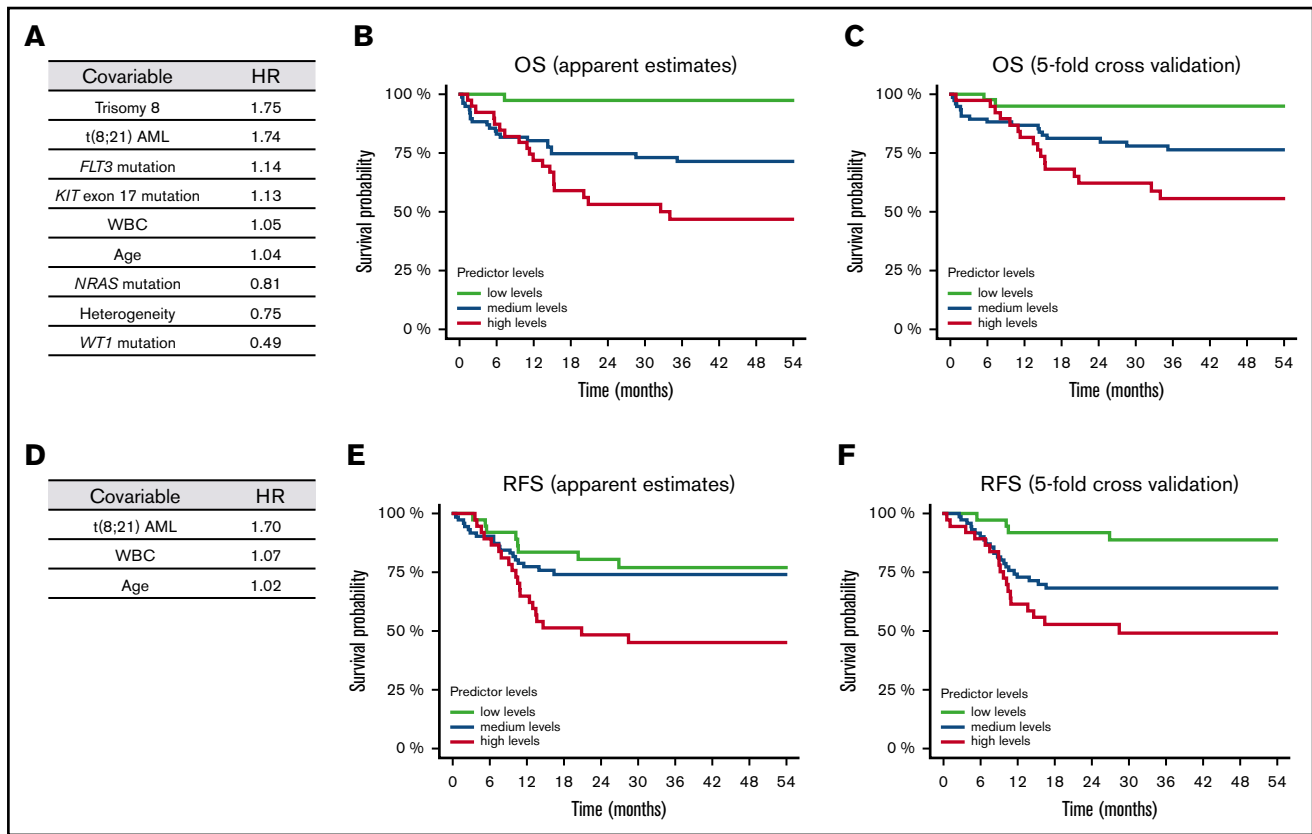 A
Covariable HR
Trisomy 8 1.75
t(8;21) AML 1.74
FLT3 mutation 1.14
KIT exon 17 mutation 1.13
WBC 1.05
Age 1.04
NRAS mutation 0.81
Heterogeneity 0.75
WT1 mutation 0.49
B
OS (apparent estimates)
Survival probability
100 %
75 %
50 %
25 %
0 %
Predictor levels
low levels
medium levels
high levels
0 6 12 18 24 30 36 42 48 54
Time (months)
C
OS (5-fold cross validation)
Survival probability
100 %
75 %
50 %
25 %
0 %
Predictor levels
low levels
medium levels
high levels
0 6 12 18 24 30 36 42 48 54
Time (months)
D
Covariable HR
t(8;21) AML 1.70
WBC 1.07
Age 1.02
E
RFS (apparent estimates)
Survival probability
100 %
75 %
50 %
25 %
0 %
Predictor levels
low levels
medium levels
high levels
0 6 12 18 24 30 36 42 48 54
Time (months)
F
RFS (5-fold cross validation)
Survival probability
100 %
75 %
50 %
25 %
0 %
Predictor levels
low levels
medium levels
high levels
0 6 12 18 24 30 36 42 48 54
Time (months)